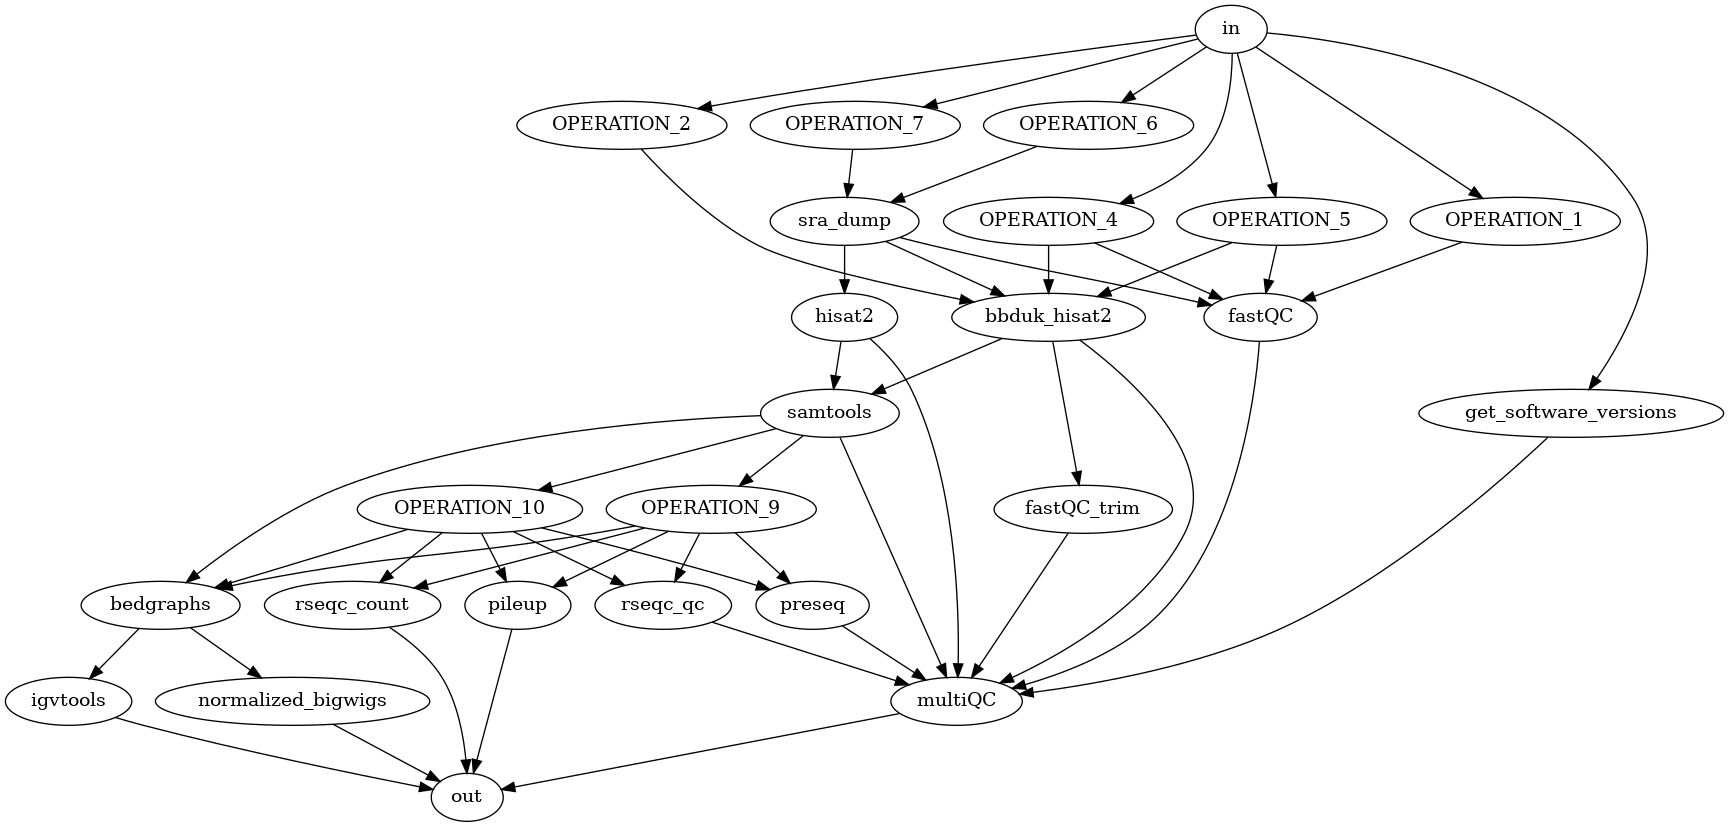 in
OPERATION_2
OPERATION_7
OPERATION_6
sra_dump
OPERATION_4
OPERATION_5
OPERATION_1
hisat2
bbduk_hisat2
fastQC
samtools
get_software_versions
OPERATION_10
OPERATION_9
fastQC_trim
bedgraphs
rseqc_count
pileup
rseqc_qc
preseq
igvtools
normalized_bigwigs
multiQC
out